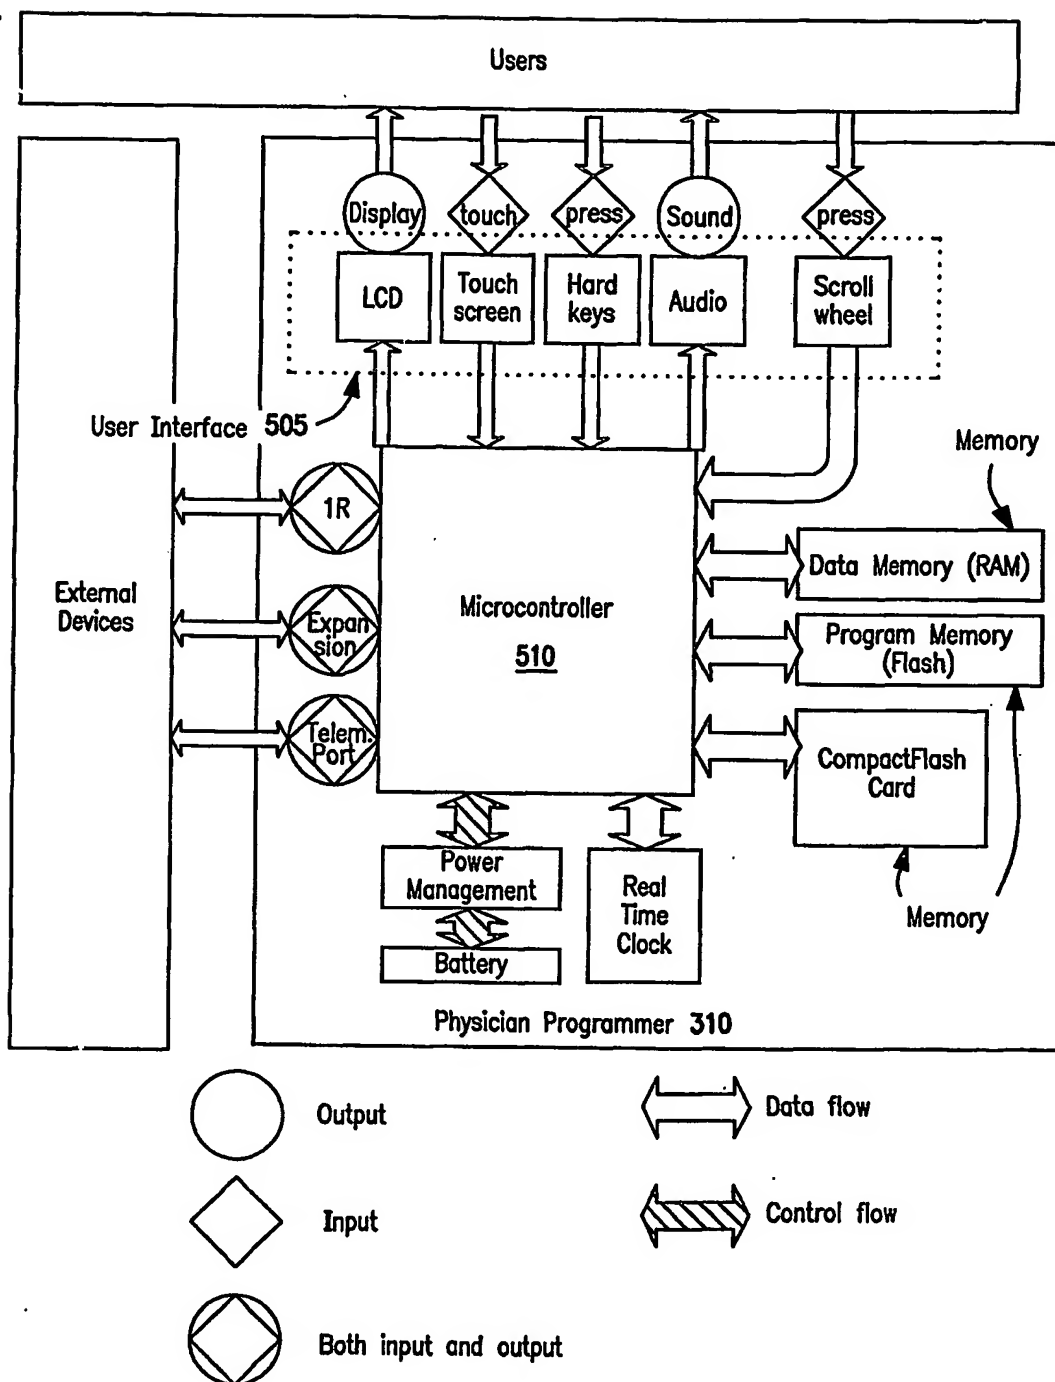 Users
Display
touch
press
Sound
press
LCD
Touch
screen
Hard
keys
Audio
Scroll
wheel
User Interface 505
Memory
1R
Data Memory (RAM)
External
Devices
Expan
sion
Microcontroller
510
Program Memory
(Flash)
Telem.
Port
CompactFlash
Card
Power
Management
Real
Time
Clock
Battery
Memory
Physician Programmer 310
Output
Data flow
Input
Control flow
Both input and output